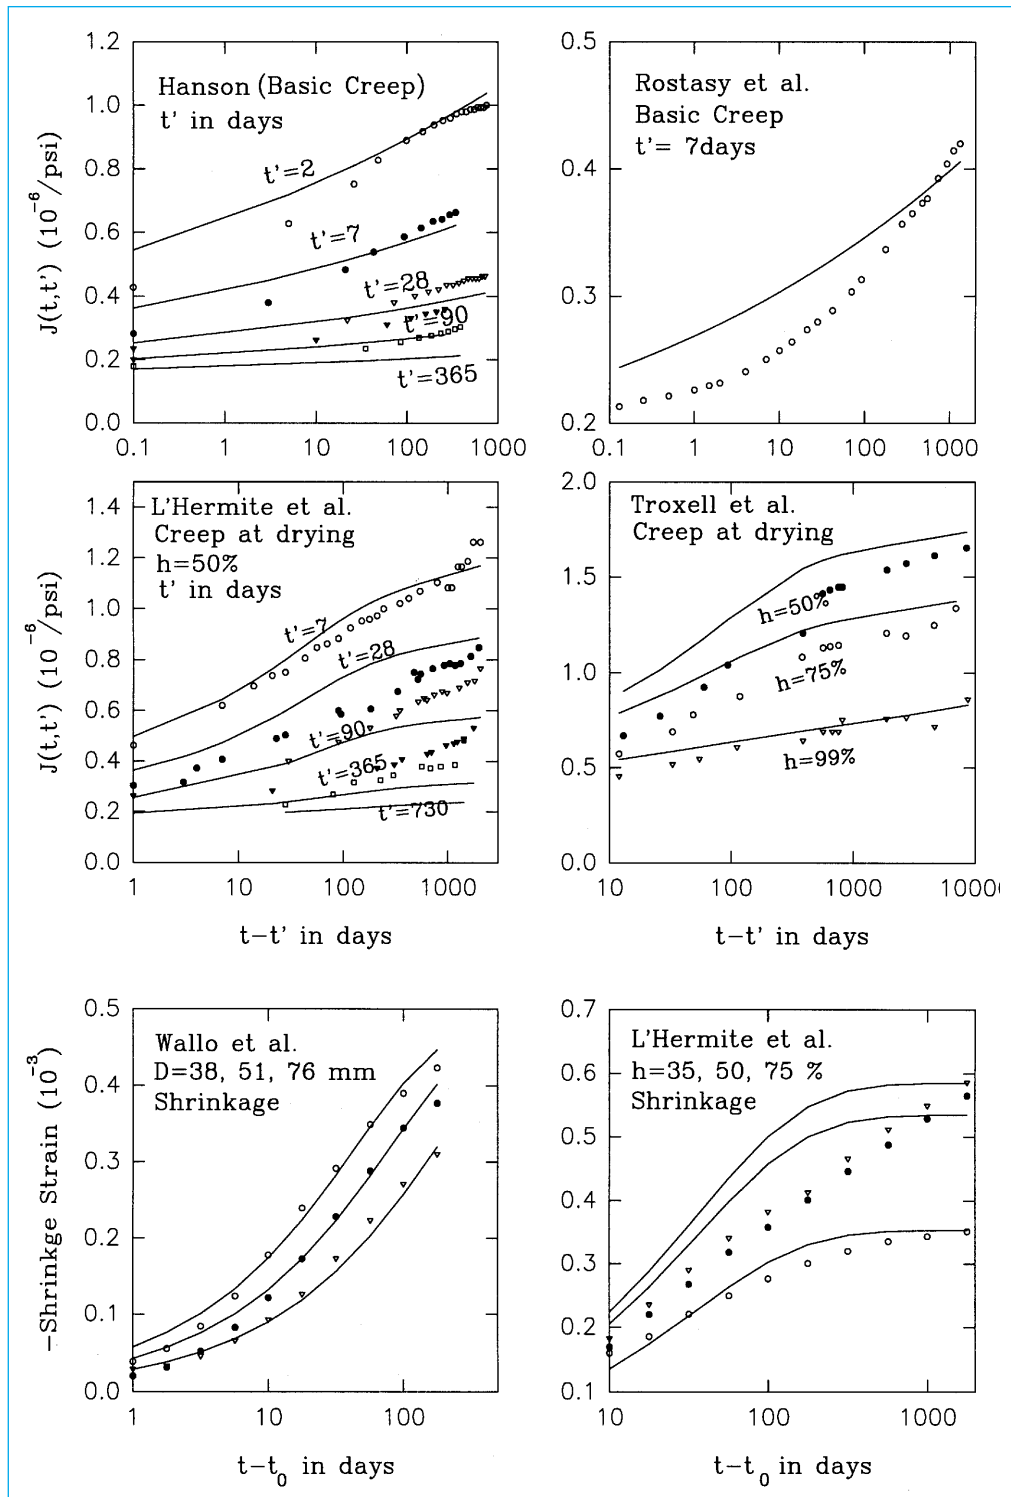 1.2
1.0
0.8
0.6
0.4
0.2
0.0
J(t,t') (10⁻⁶/psi)
Hanson (Basic Creep)
t' in days
t'=2
t'=7
t'=28
t'=90
t'=365
0.1 1 10 100 1000
0.5
0.4
0.3
0.2
Rostasy et al.
Basic Creep
t'= 7days
0.1 1 10 100 1000
1.4
1.2
1.0
0.8
0.6
0.4
0.2
0.0
J(t,t') (10⁻⁶/psi)
L'Hermite et al.
Creep at drying
h=50%
t' in days
t'=7
t'=28
t'=90
t'=365
t'=730
1 10 100 1000
t−t' in days
2.0
1.5
1.0
0.5
0.0
Troxell et al.
Creep at drying
h=50%
h=75%
h=99%
10 100 1000 1000
t−t' in days
0.5
0.4
0.3
0.2
0.1
0.0
−Shrinkge Strain (10⁻³)
Wallo et al.
D=38, 51, 76 mm
Shrinkage
1 10 100
t−t₀ in days
0.7
0.6
0.5
0.4
0.3
0.2
0.1
L'Hermite et al.
h=35, 50, 75 %
Shrinkage
10 100 1000
t−t₀ in days